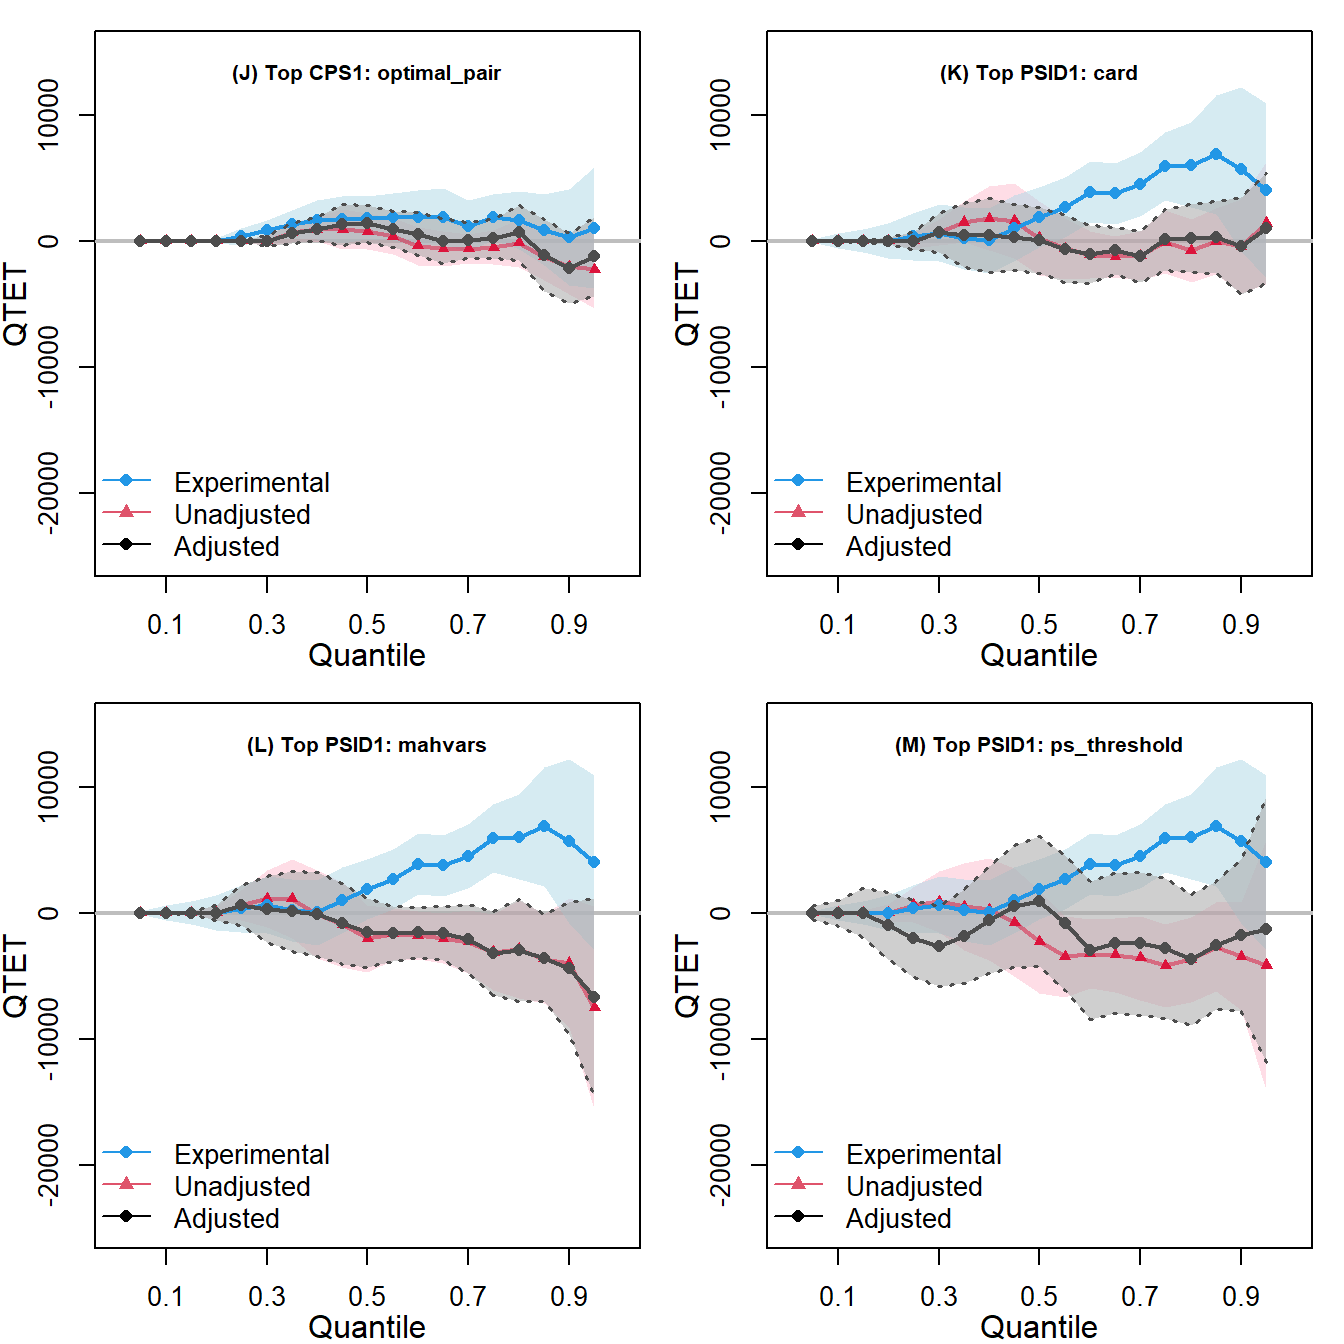 (J) Top CPS1: optimal_pair
QTET
10000
0
-10000
-20000
Experimental
Unadjusted
Adjusted
0.1 0.3 0.5 0.7 0.9
Quantile
(K) Top PSID1: card
QTET
10000
0
-10000
-20000
Experimental
Unadjusted
Adjusted
0.1 0.3 0.5 0.7 0.9
Quantile
(L) Top PSID1: mahvars
QTET
10000
0
-10000
-20000
Experimental
Unadjusted
Adjusted
0.1 0.3 0.5 0.7 0.9
Quantile
(M) Top PSID1: ps_threshold
QTET
10000
0
-10000
-20000
Experimental
Unadjusted
Adjusted
0.1 0.3 0.5 0.7 0.9
Quantile